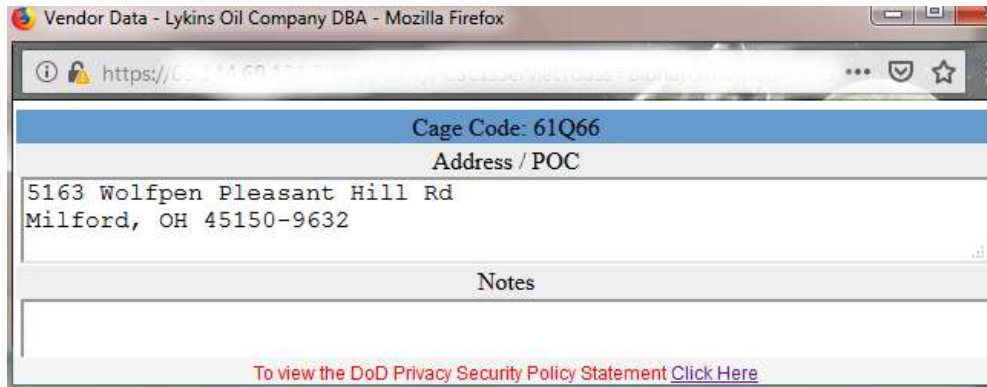 Vendor Data - Lykins Oil Company DBA - Mozilla Firefox
https://
Cage Code: 61Q66
Address / POC
5163 Wolfpen Pleasant Hill Rd
Milford, OH 45150-9632
Notes
To view the DoD Privacy Security Policy Statement Click Here